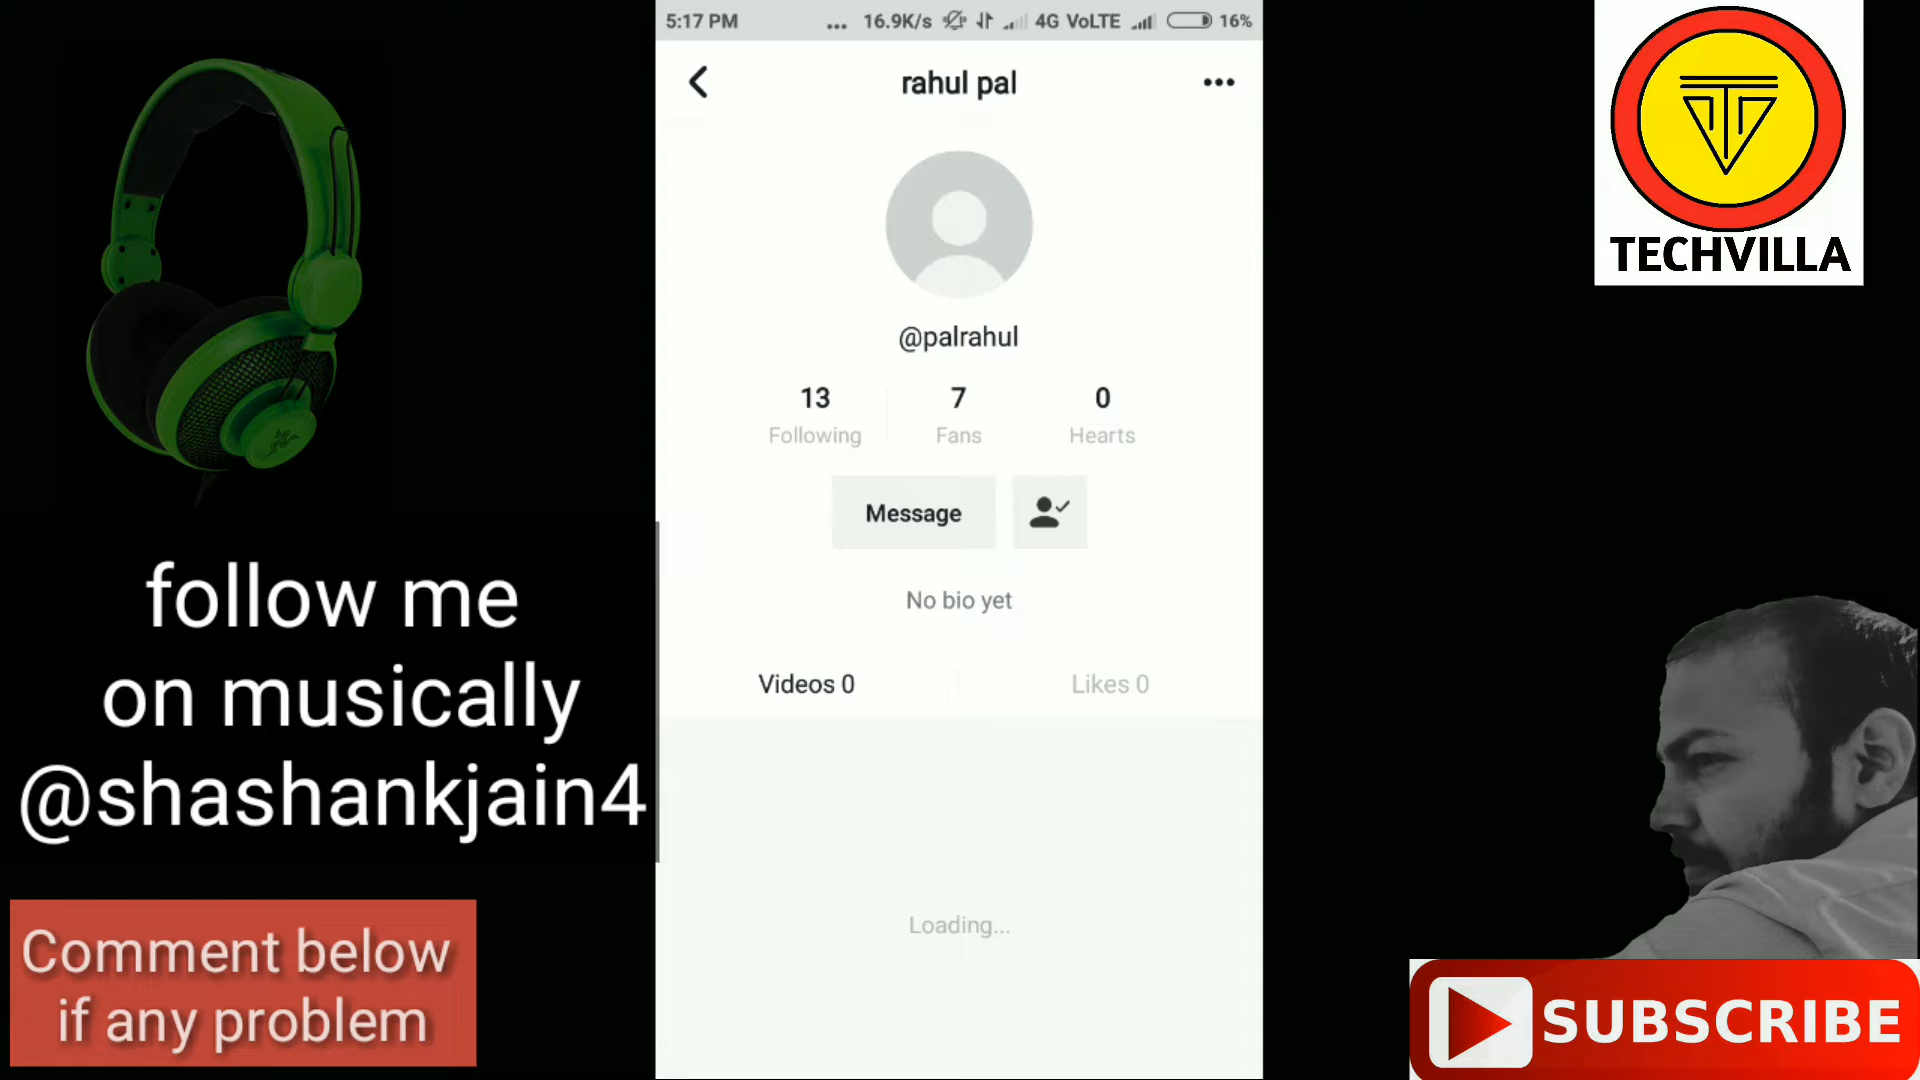 5:17 PM ... 16.9K/s 4G VoLTE 16%
rahul pal
@palrahul
13 7 0
Following Fans Hearts
Message
No bio yet
Videos 0 Likes 0
Loading...
follow me
on musically
@shashankjain4
Comment below
if any problem
TECHVILLA
SUBSCRIBE